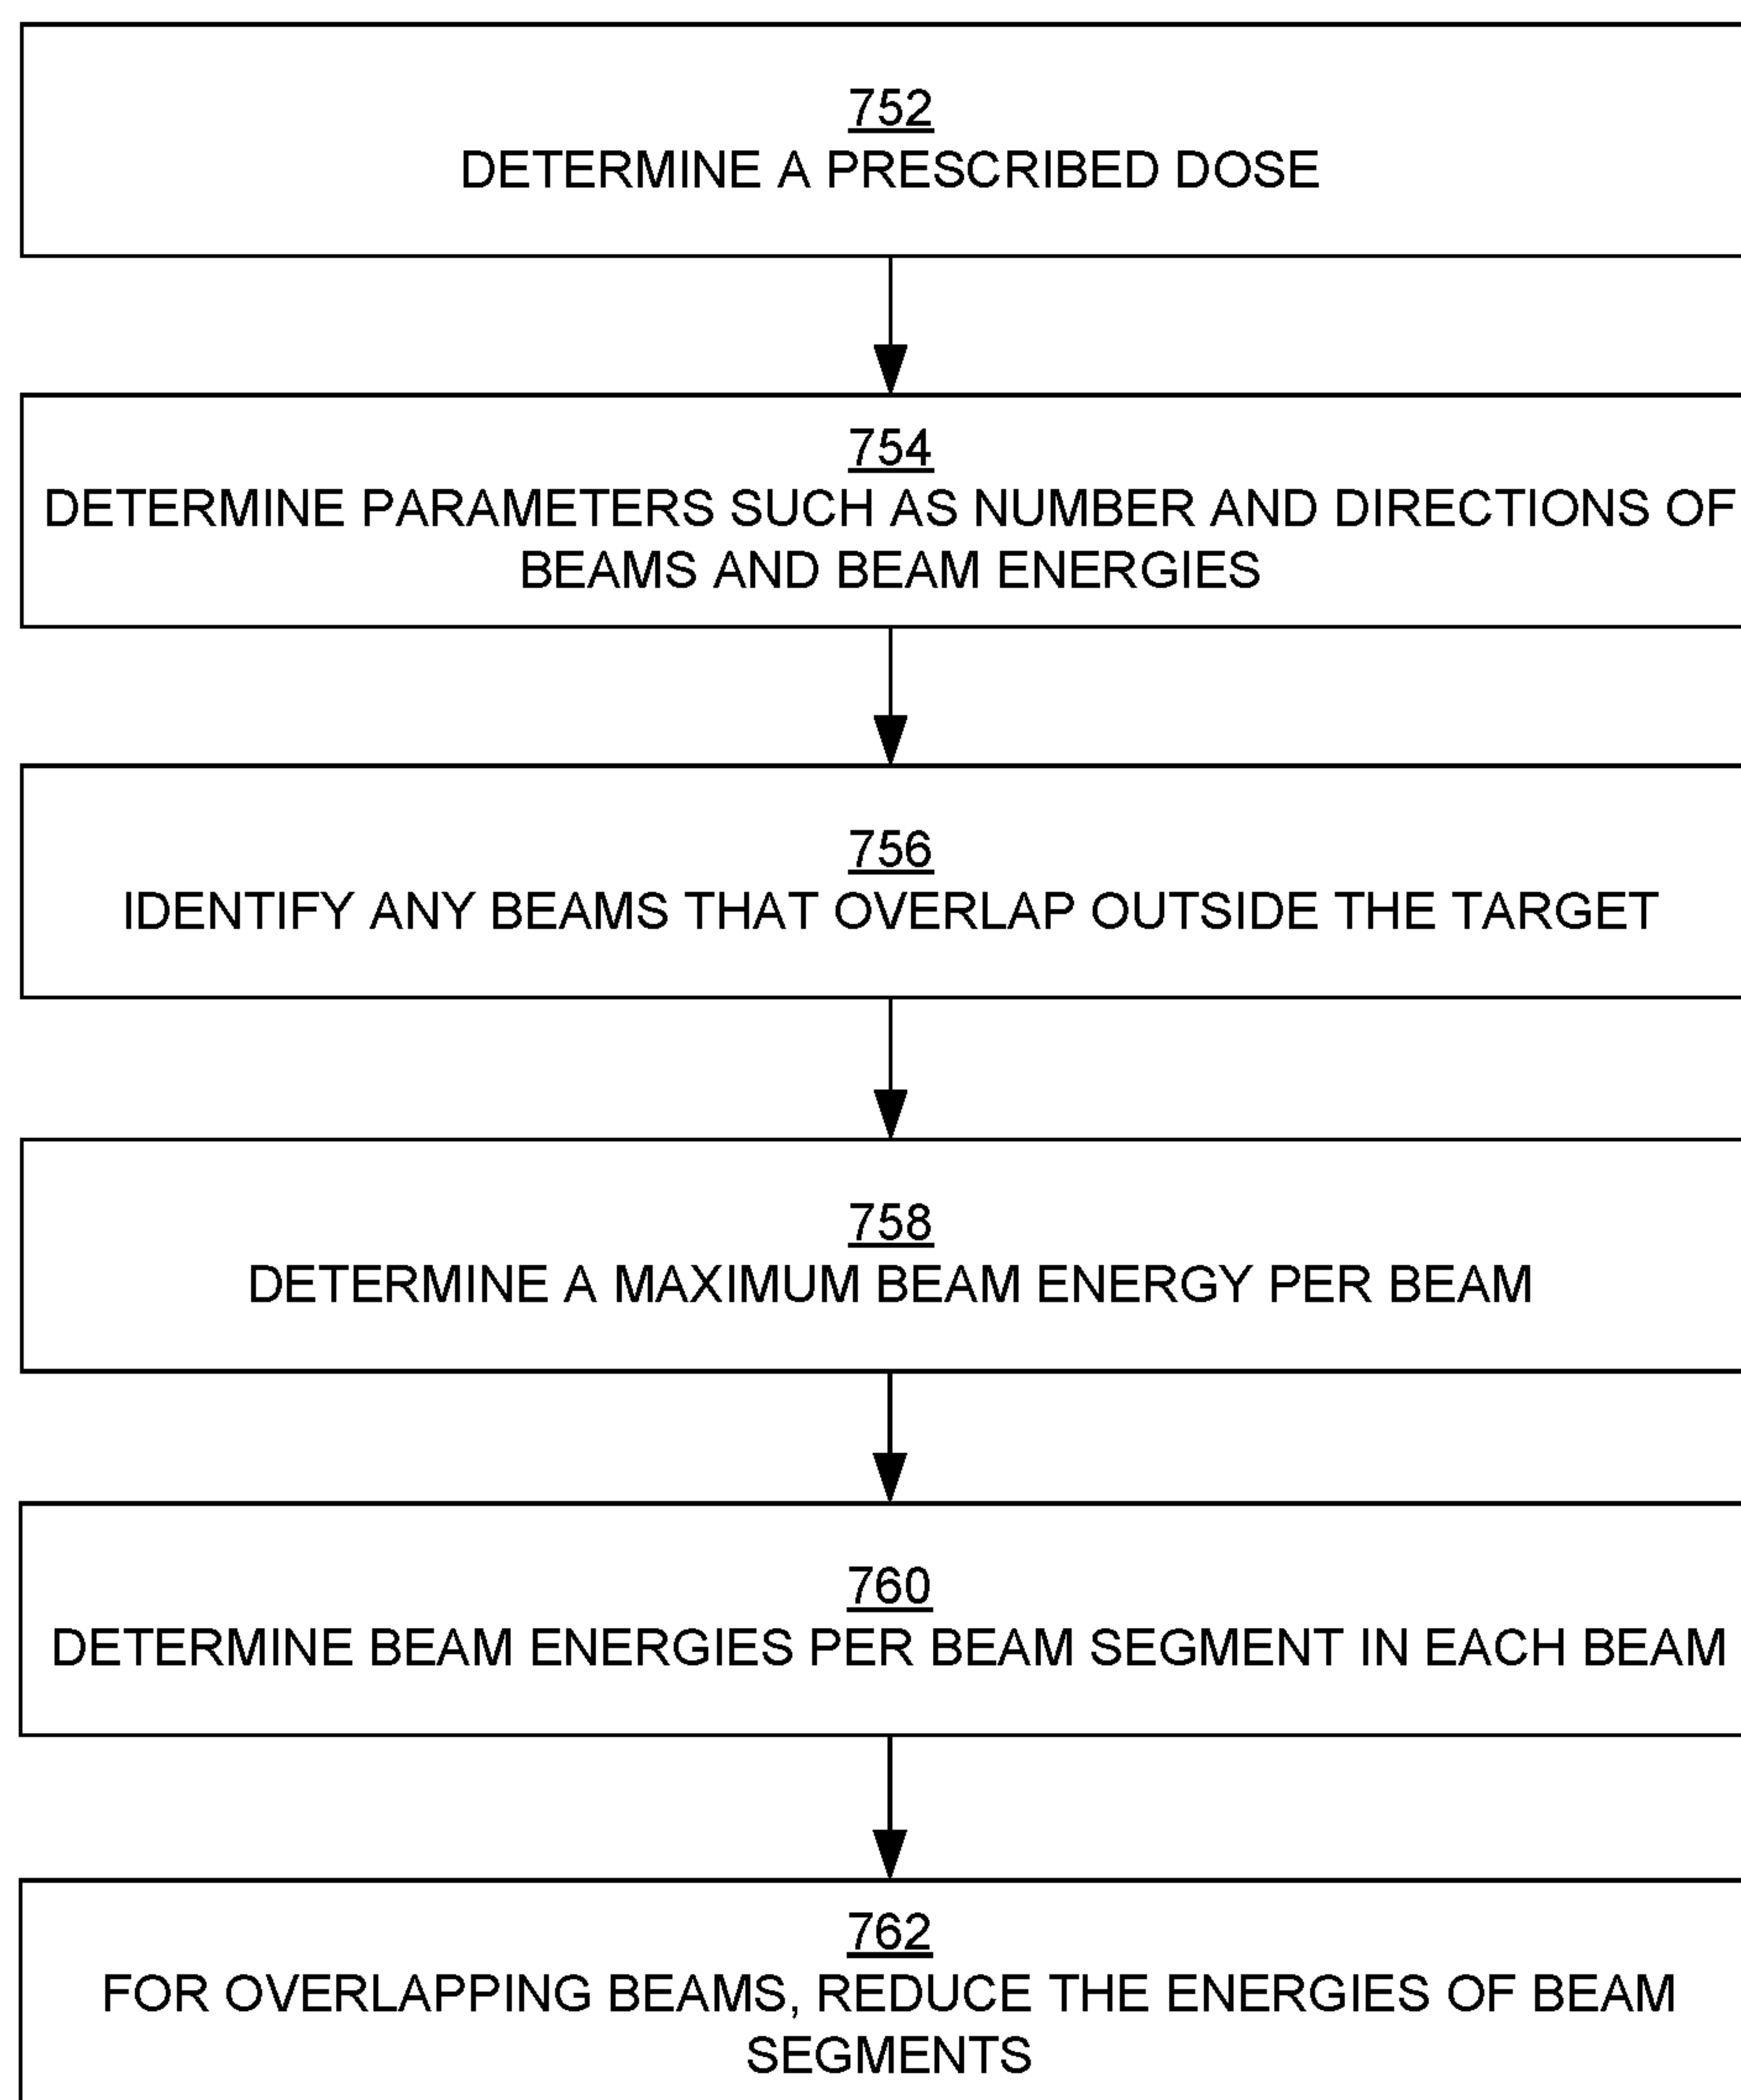 752
DETERMINE A PRESCRIBED DOSE
754
DETERMINE PARAMETERS SUCH AS NUMBER AND DIRECTIONS OF
BEAMS AND BEAM ENERGIES
756
IDENTIFY ANY BEAMS THAT OVERLAP OUTSIDE THE TARGET
758
DETERMINE A MAXIMUM BEAM ENERGY PER BEAM
760
DETERMINE BEAM ENERGIES PER BEAM SEGMENT IN EACH BEAM
762
FOR OVERLAPPING BEAMS, REDUCE THE ENERGIES OF BEAM
SEGMENTS